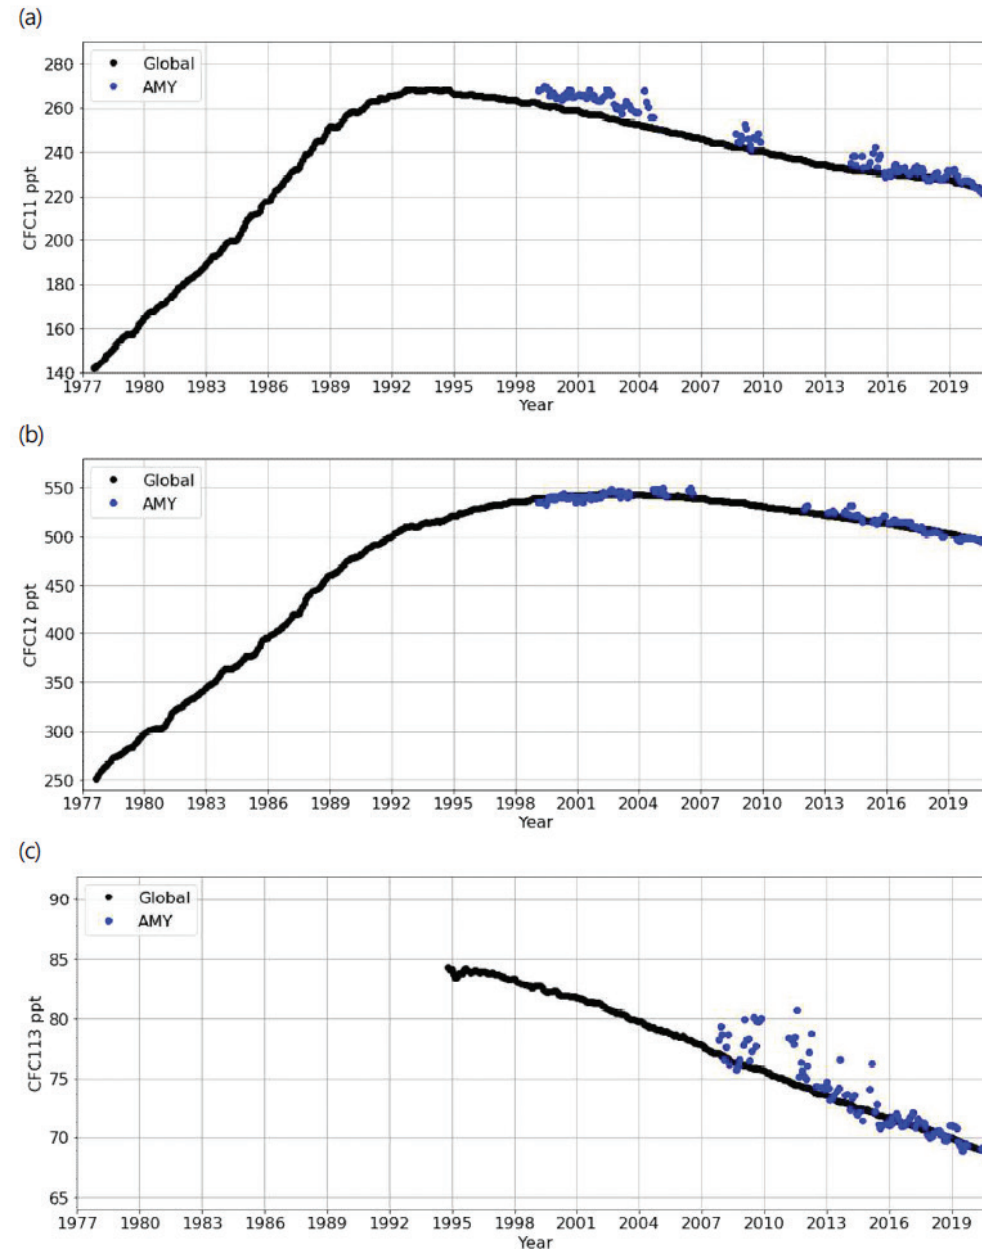 (a)
Global
AMY
CFC11 ppt
280
260
240
220
200
180
160
140
1977 1980 1983 1986 1989 1992 1995 1998 2001 2004 2007 2010 2013 2016 2019
Year
(b)
Global
AMY
CFC12 ppt
550
500
450
400
350
300
250
1977 1980 1983 1986 1989 1992 1995 1998 2001 2004 2007 2010 2013 2016 2019
Year
(c)
Global
AMY
CFC113 ppt
90
85
80
75
70
65
1977 1980 1983 1986 1989 1992 1995 1998 2001 2004 2007 2010 2013 2016 2019
Year